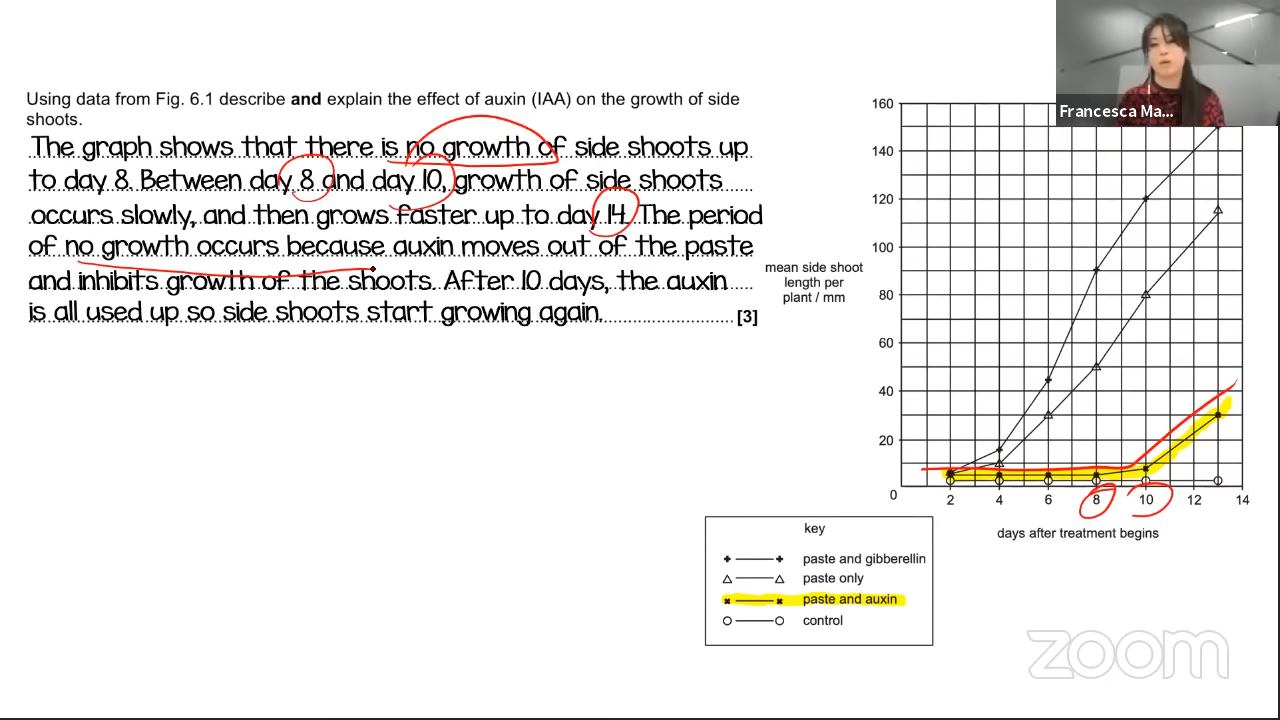 Francesca Ma...
Using data from Fig. 6.1 describe and explain the effect of auxin (IAA) on the growth of side
shoots.
The graph shows that there is no growth of side shoots up
to day 8. Between day 8 and day 10, growth of side shoots
occurs slowly, and then grows faster up to day 14. The period
of no growth occurs because auxin moves out of the paste
and inhibits growth of the shoots. After 10 days, the auxin
is all used up so side shoots start growing again.
[3]
mean side shoot
length per
plant / mm
160
140
120
100
80
60
40
20
0
2 4 6 8 10 12 14
days after treatment begins
key
paste and gibberellin
paste only
paste and auxin
control
zoom